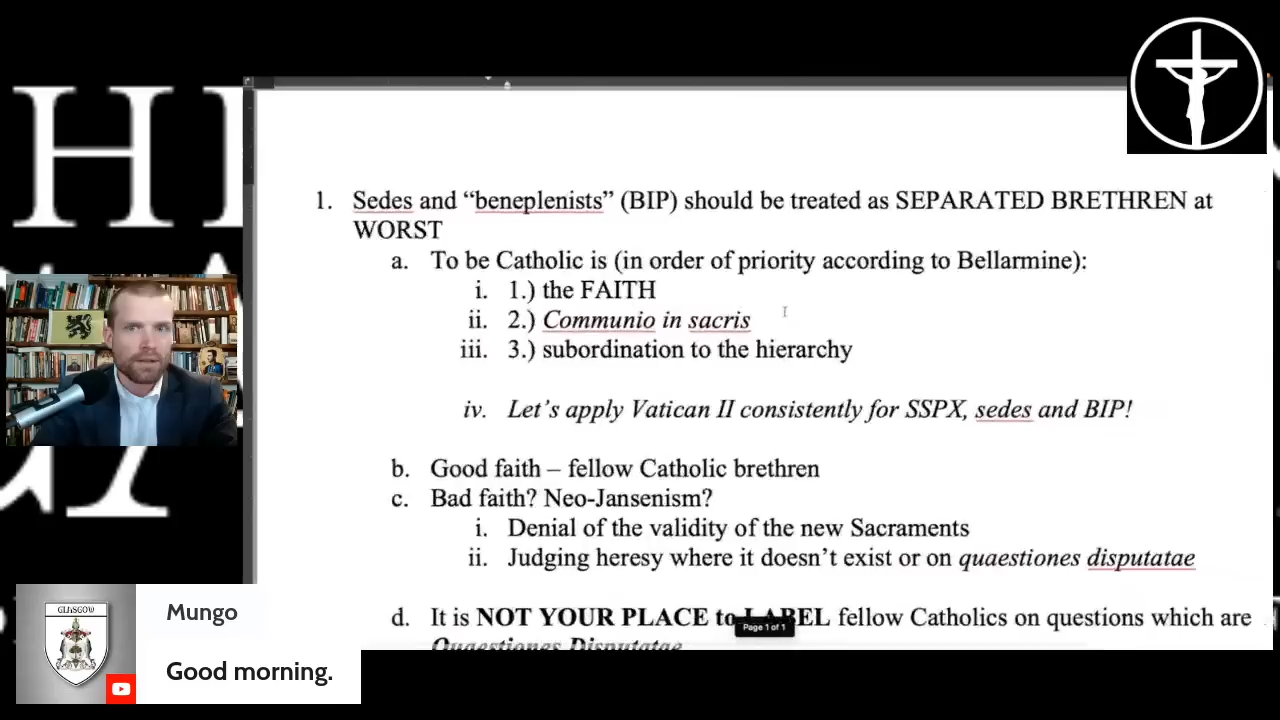 1. Sedes and “beneplenists” (BIP) should be treated as SEPARATED BRETHREN at
WORST
a. To be Catholic is (in order of priority according to Bellarmine):
i. 1.) the FAITH
ii. 2.) Communio in sacris
iii. 3.) subordination to the hierarchy
iv. Let’s apply Vatican II consistently for SSPX, sedes and BIP!
b. Good faith – fellow Catholic brethren
c. Bad faith? Neo-Jansenism?
i. Denial of the validity of the new Sacraments
ii. Judging heresy where it doesn’t exist or on quaestiones disputatae
d. It is NOT YOUR PLACE to LABEL fellow Catholics on questions which are
Page 1 of 1
Quaestiones Disputatae
GLASGOW
Mungo
Good morning.